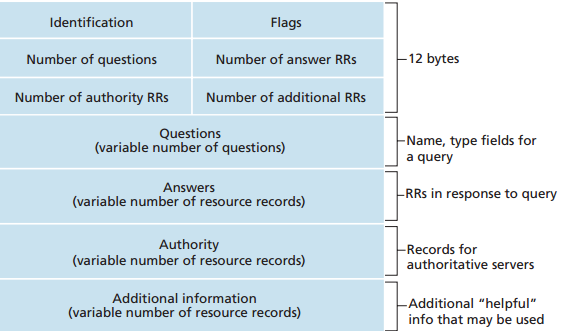 Identification
Flags
Number of questions
Number of answer RRs
12 bytes
Number of authority RRs
Number of additional RRs
Questions
(variable number of questions)
Name, type fields for
a query
Answers
(variable number of resource records)
RRs in response to query
Authority
(variable number of resource records)
Records for
authoritative servers
Additional information
(variable number of resource records)
Additional “helpful”
info that may be used